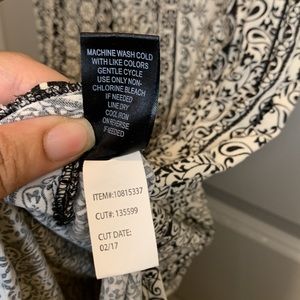 MACHINE WASH COLD
WITH LIKE COLORS
GENTLE CYCLE
USE ONLY NON-
CHLORINE BLEACH
IF NEEDED
LINE DRY
COOL IRON
ON REVERSE
IF NEEDED
ITEM#:10815337
CUT#: 135599
CUT DATE:
02/17